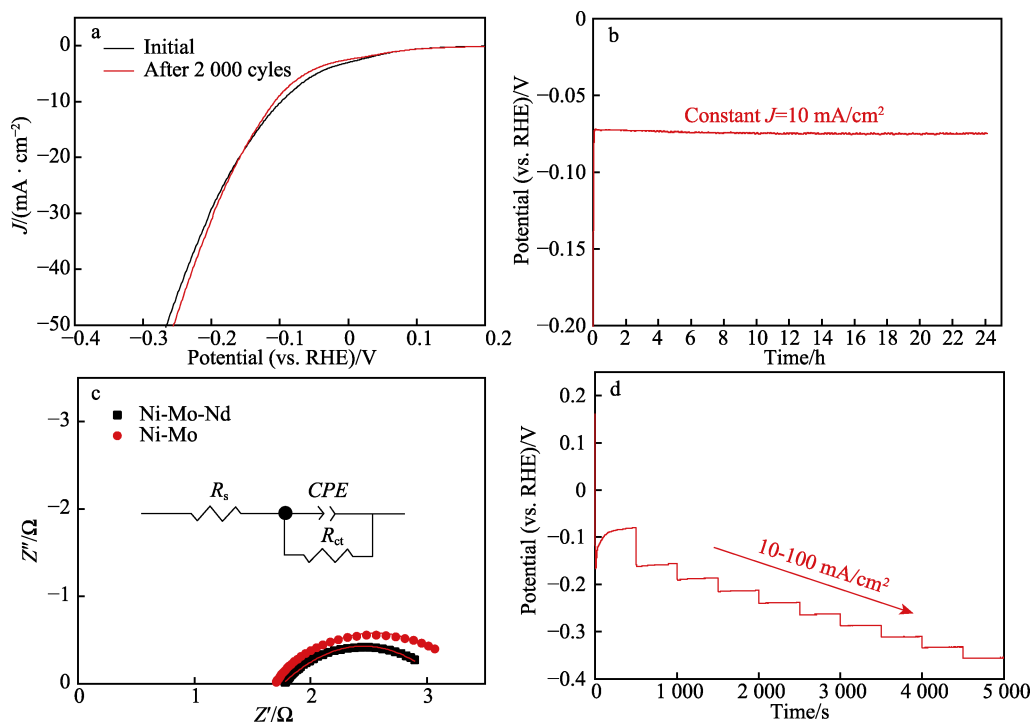 a
Initial
After 2 000 cyles
0
−10
−20
−30
−40
−50
J/(mA · cm⁻²)
−0.4
−0.3
−0.2
−0.1
0
0.1
0.2
Potential (vs. RHE)/V
b
Constant J=10 mA/cm²
0
−0.05
−0.10
−0.15
−0.20
Potential (vs. RHE)/V
0 2 4 6 8 10 12 14 16 18 20 22 24
Time/h
c
Ni-Mo-Nd
Ni-Mo
Rs
CPE
Rct
−3
−2
−1
0
Z″/Ω
1 2 3
Z′/Ω
d
10-100 mA/cm²
0.2
0.1
0
−0.1
−0.2
−0.3
−0.4
Potential (vs. RHE)/V
0 1 000 2 000 3 000 4 000 5 000
Time/s